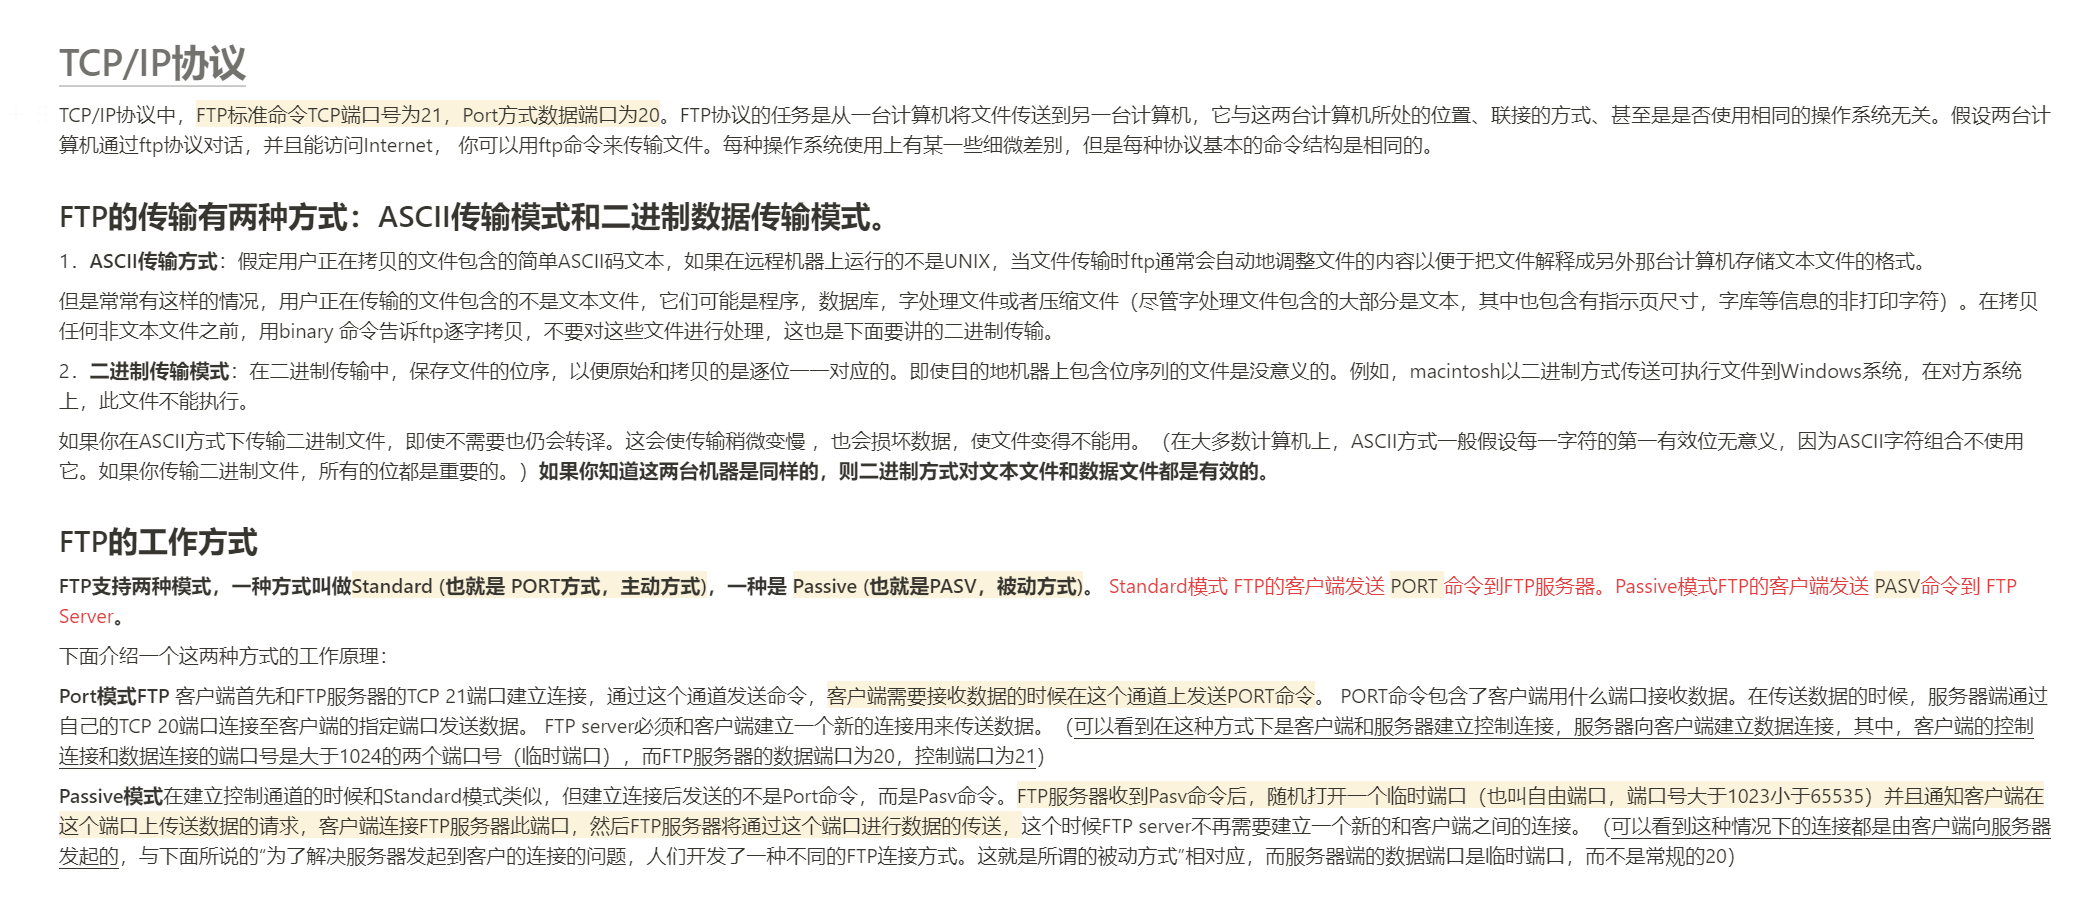 TCP/IP协议
TCP/IP协议中，FTP标准命令TCP端口号为21，Port方式数据端口为20。FTP协议的任务是从一台计算机将文件传送到另一台计算机，它与这两台计算机所处的位置、联接的方式、甚至是是否使用相同的操作系统无关。假设两台计
算机通过ftp协议对话，并且能访问Internet， 你可以用ftp命令来传输文件。每种操作系统使用上有某一些细微差别，但是每种协议基本的命令结构是相同的。
FTP的传输有两种方式：ASCII传输模式和二进制数据传输模式。
1．ASCII传输方式：假定用户正在拷贝的文件包含的简单ASCII码文本，如果在远程机器上运行的不是UNIX，当文件传输时ftp通常会自动地调整文件的内容以便于把文件解释成另外那台计算机存储文本文件的格式。
但是常常有这样的情况，用户正在传输的文件包含的不是文本文件，它们可能是程序，数据库，字处理文件或者压缩文件（尽管字处理文件包含的大部分是文本，其中也包含有指示页尺寸，字库等信息的非打印字符）。在拷贝
任何非文本文件之前，用binary 命令告诉ftp逐字拷贝，不要对这些文件进行处理，这也是下面要讲的二进制传输。
2．二进制传输模式：在二进制传输中，保存文件的位序，以便原始和拷贝的是逐位一一对应的。即使目的地机器上包含位序列的文件是没意义的。例如，macintosh以二进制方式传送可执行文件到Windows系统，在对方系统
上，此文件不能执行。
如果你在ASCII方式下传输二进制文件，即使不需要也仍会转译。这会使传输稍微变慢 ，也会损坏数据，使文件变得不能用。（在大多数计算机上，ASCII方式一般假设每一字符的第一有效位无意义，因为ASCII字符组合不使用
它。如果你传输二进制文件，所有的位都是重要的。）如果你知道这两台机器是同样的，则二进制方式对文本文件和数据文件都是有效的。
FTP的工作方式
FTP支持两种模式，一种方式叫做Standard (也就是 PORT方式，主动方式)，一种是 Passive (也就是PASV，被动方式)。 Standard模式 FTP的客户端发送 PORT 命令到FTP服务器。Passive模式FTP的客户端发送 PASV命令到 FTP
Server。
下面介绍一个这两种方式的工作原理：
Port模式FTP 客户端首先和FTP服务器的TCP 21端口建立连接，通过这个通道发送命令，客户端需要接收数据的时候在这个通道上发送PORT命令。 PORT命令包含了客户端用什么端口接收数据。在传送数据的时候，服务器端通过
自己的TCP 20端口连接至客户端的指定端口发送数据。 FTP server必须和客户端建立一个新的连接用来传送数据。（可以看到在这种方式下是客户端和服务器建立控制连接，服务器向客户端建立数据连接，其中，客户端的控制
连接和数据连接的端口号是大于1024的两个端口号（临时端口），而FTP服务器的数据端口为20，控制端口为21）
Passive模式在建立控制通道的时候和Standard模式类似，但建立连接后发送的不是Port命令，而是Pasv命令。FTP服务器收到Pasv命令后，随机打开一个临时端口（也叫自由端口，端口号大于1023小于65535）并且通知客户端在
这个端口上传送数据的请求，客户端连接FTP服务器此端口，然后FTP服务器将通过这个端口进行数据的传送，这个时候FTP server不再需要建立一个新的和客户端之间的连接。（可以看到这种情况下的连接都是由客户端向服务器
发起的，与下面所说的“为了解决服务器发起到客户的连接的问题，人们开发了一种不同的FTP连接方式。这就是所谓的被动方式”相对应，而服务器端的数据端口是临时端口，而不是常规的20）